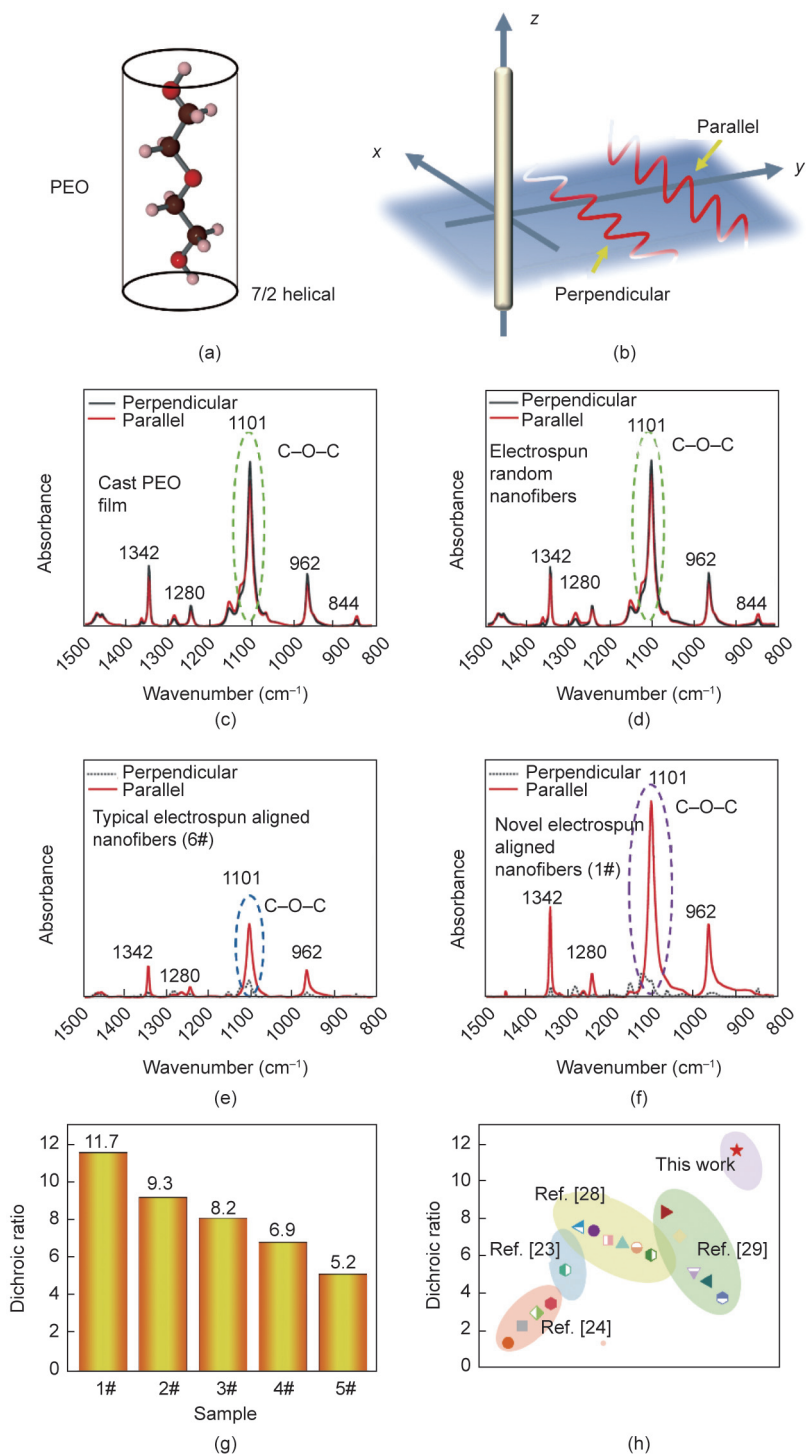 PEO
7/2 helical
(a)
z
x
y
Parallel
Perpendicular
(b)
Perpendicular
Parallel
1101
C–O–C
Cast PEO
film
1342
1280
962
844
Absorbance
1500 1400 1300 1200 1100 1000 900 800
Wavenumber (cm–1)
(c)
Perpendicular
Parallel
1101
C–O–C
Electrospun
random
nanofibers
1342
1280
962
844
Absorbance
1500 1400 1300 1200 1100 1000 900 800
Wavenumber (cm–1)
(d)
Perpendicular
Parallel
Typical electrospun aligned
nanofibers (6#)
1101
C–O–C
1342
1280
962
Absorbance
1500 1400 1300 1200 1100 1000 900 800
Wavenumber (cm–1)
(e)
Perpendicular
Parallel
1101
C–O–C
Novel electrospun
aligned
nanofibers (1#)
1342
1280
962
Absorbance
1500 1400 1300 1200 1100 1000 900 800
Wavenumber (cm–1)
(f)
12
10
8
6
4
2
0
Dichroic ratio
11.7
9.3
8.2
6.9
5.2
1# 2# 3# 4# 5#
Sample
(g)
12
10
8
6
4
2
0
Dichroic ratio
This work
Ref. [28]
Ref. [23]
Ref. [29]
Ref. [24]
(h)